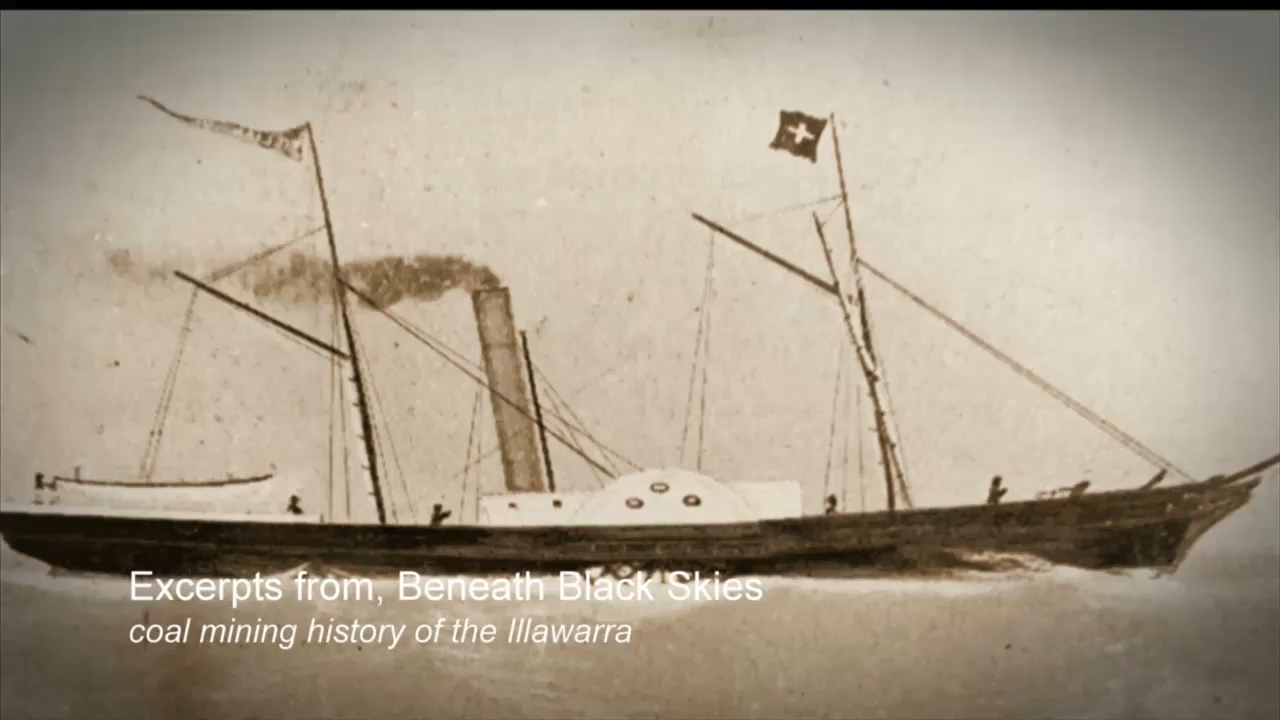 Excerpts from, Beneath Black Skies
coal mining history of the Illawarra